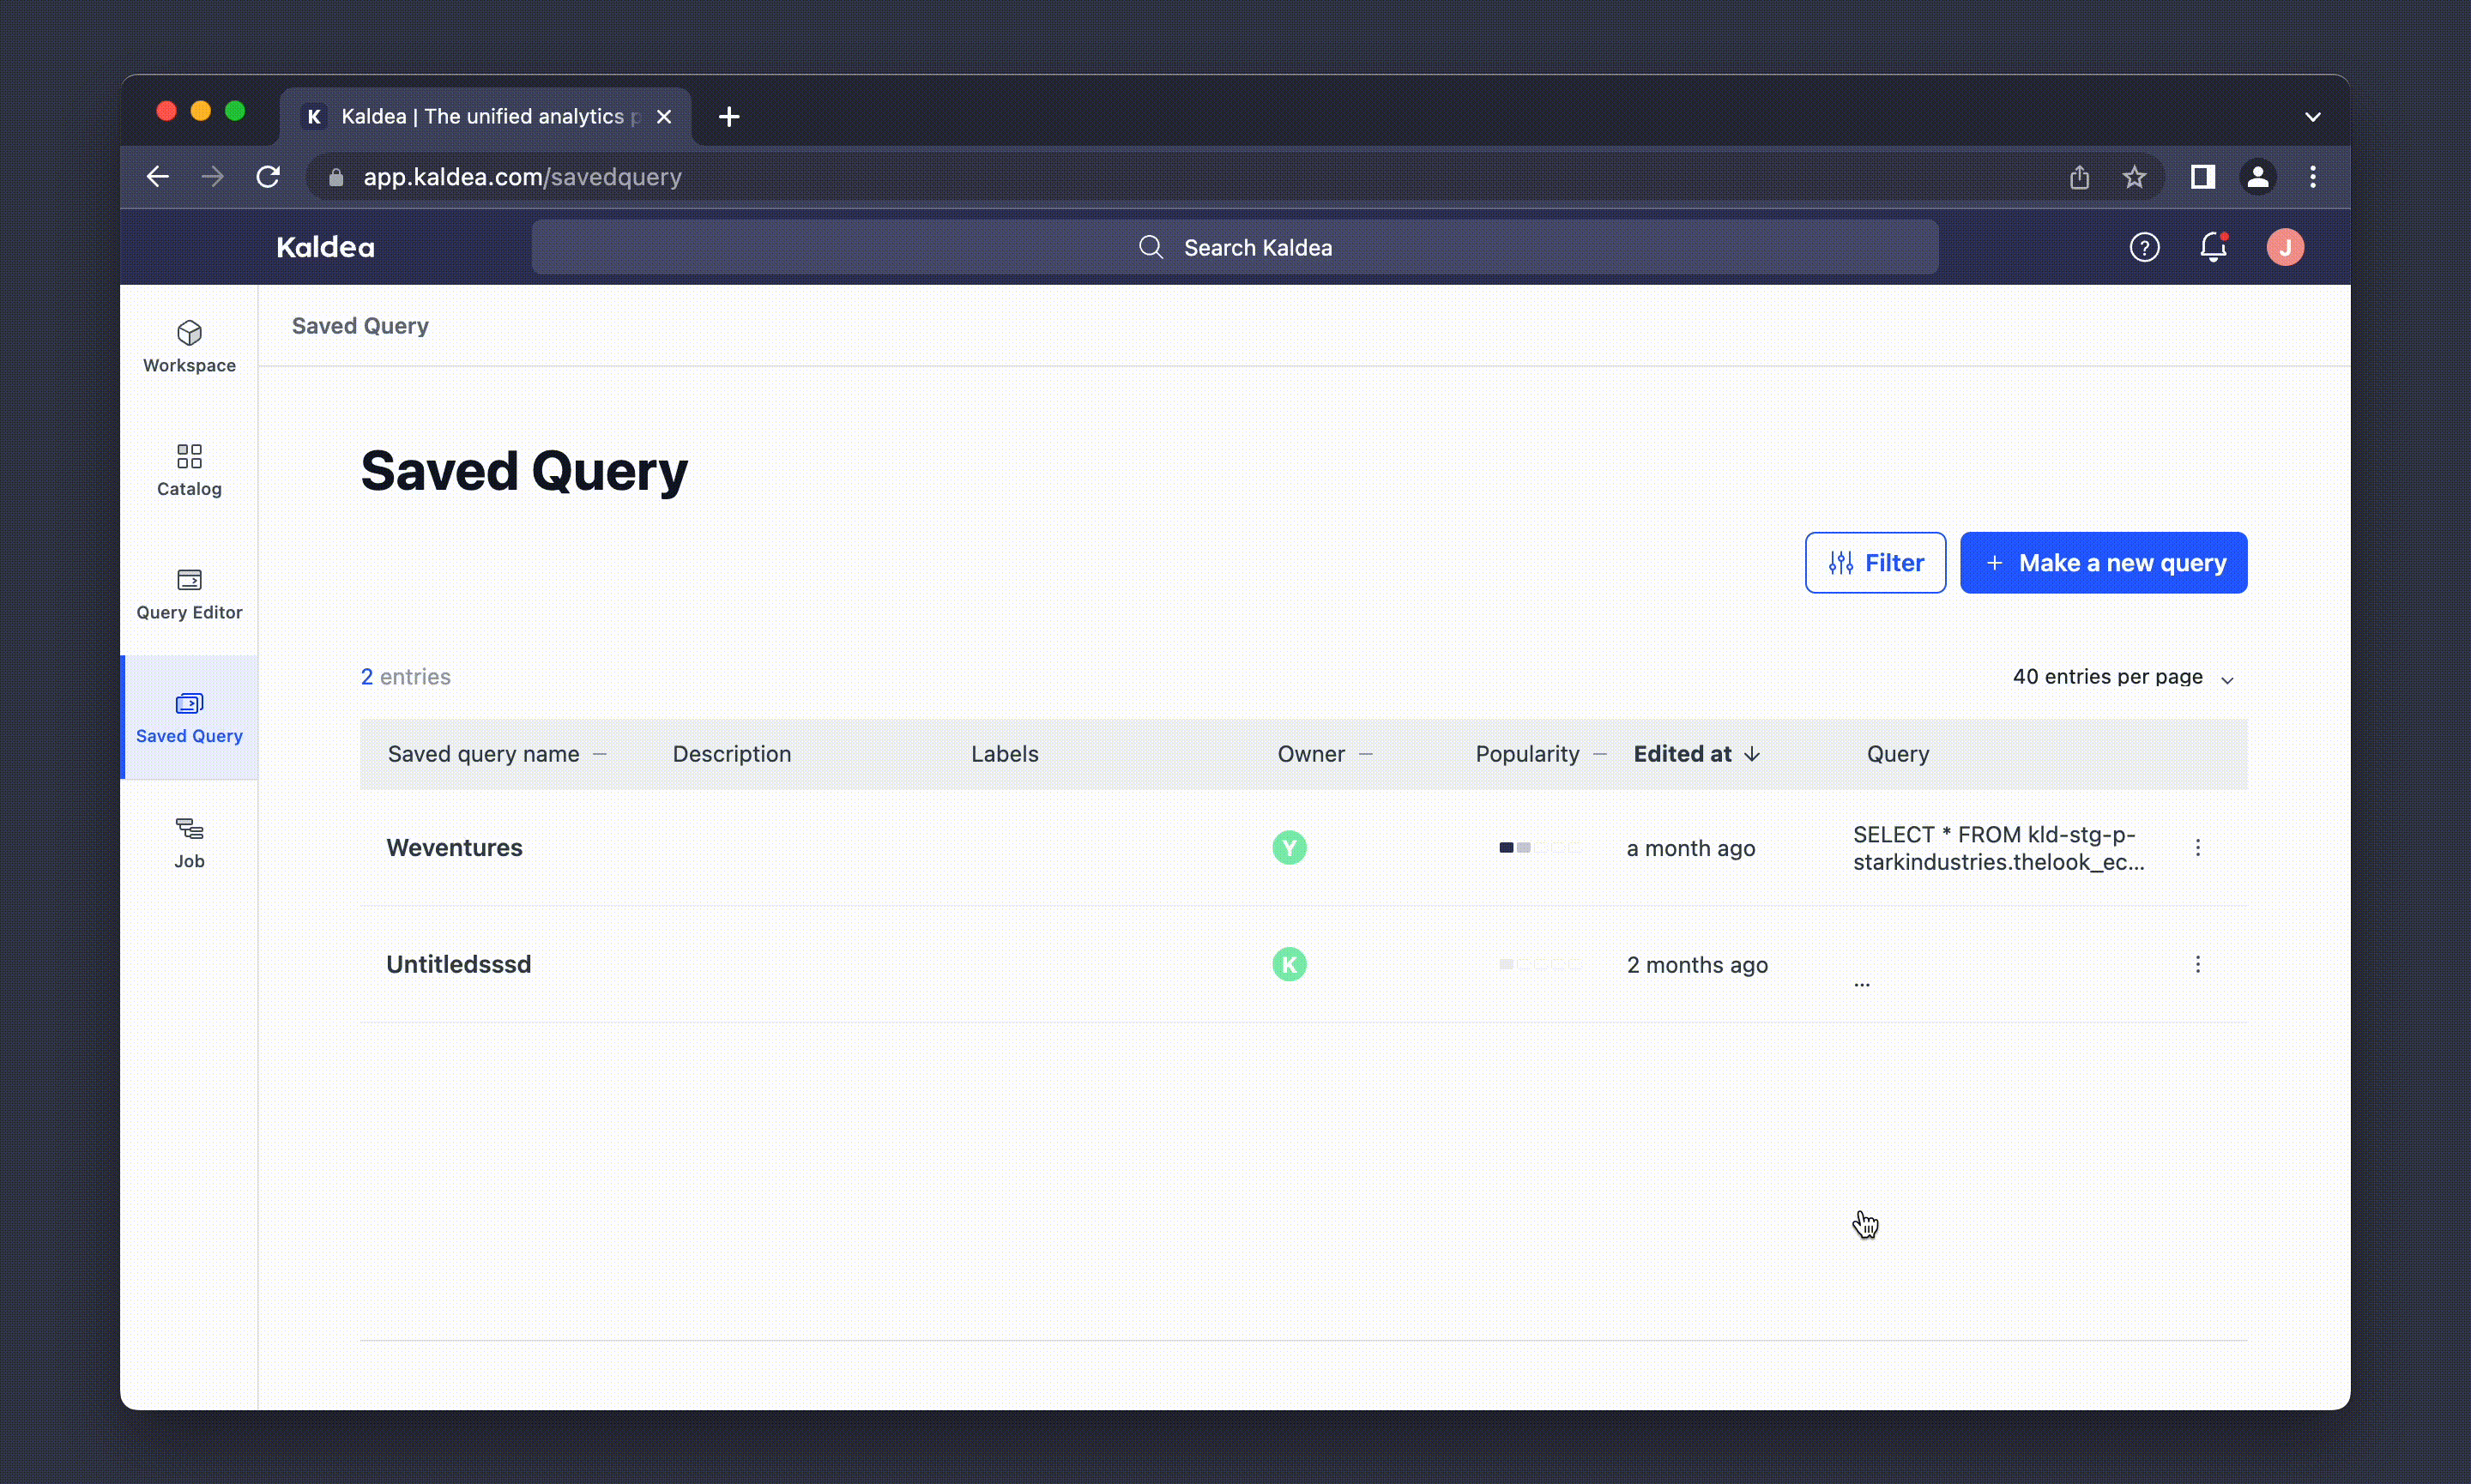 K Kaldea | The unified analytics
app.kaldea.com/savedquery
Kaldea
Search Kaldea
?
J
Workspace
Catalog
Query Editor
Saved Query
Job
Saved Query
Saved Query
Filter
+ Make a new query
2 entries
40 entries per page
Saved query name Description Labels Owner Popularity Edited at Query
Weventures Y a month ago SELECT * FROM kld-stg-p-
starkindustries.thelook_ec...
Untitledsssd K 2 months ago ...